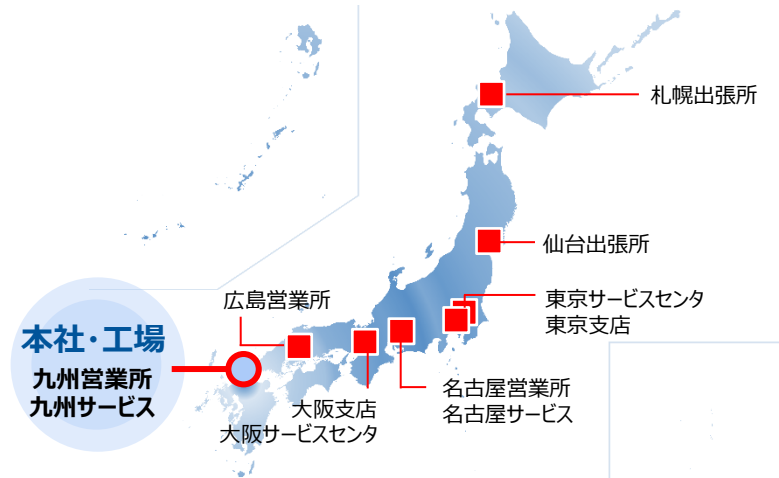 札幌出張所
仙台出張所
東京サービスセンタ
東京支店
広島営業所
本社・工場
九州営業所
九州サービス
名古屋営業所
名古屋サービス
大阪支店
大阪サービスセンタ